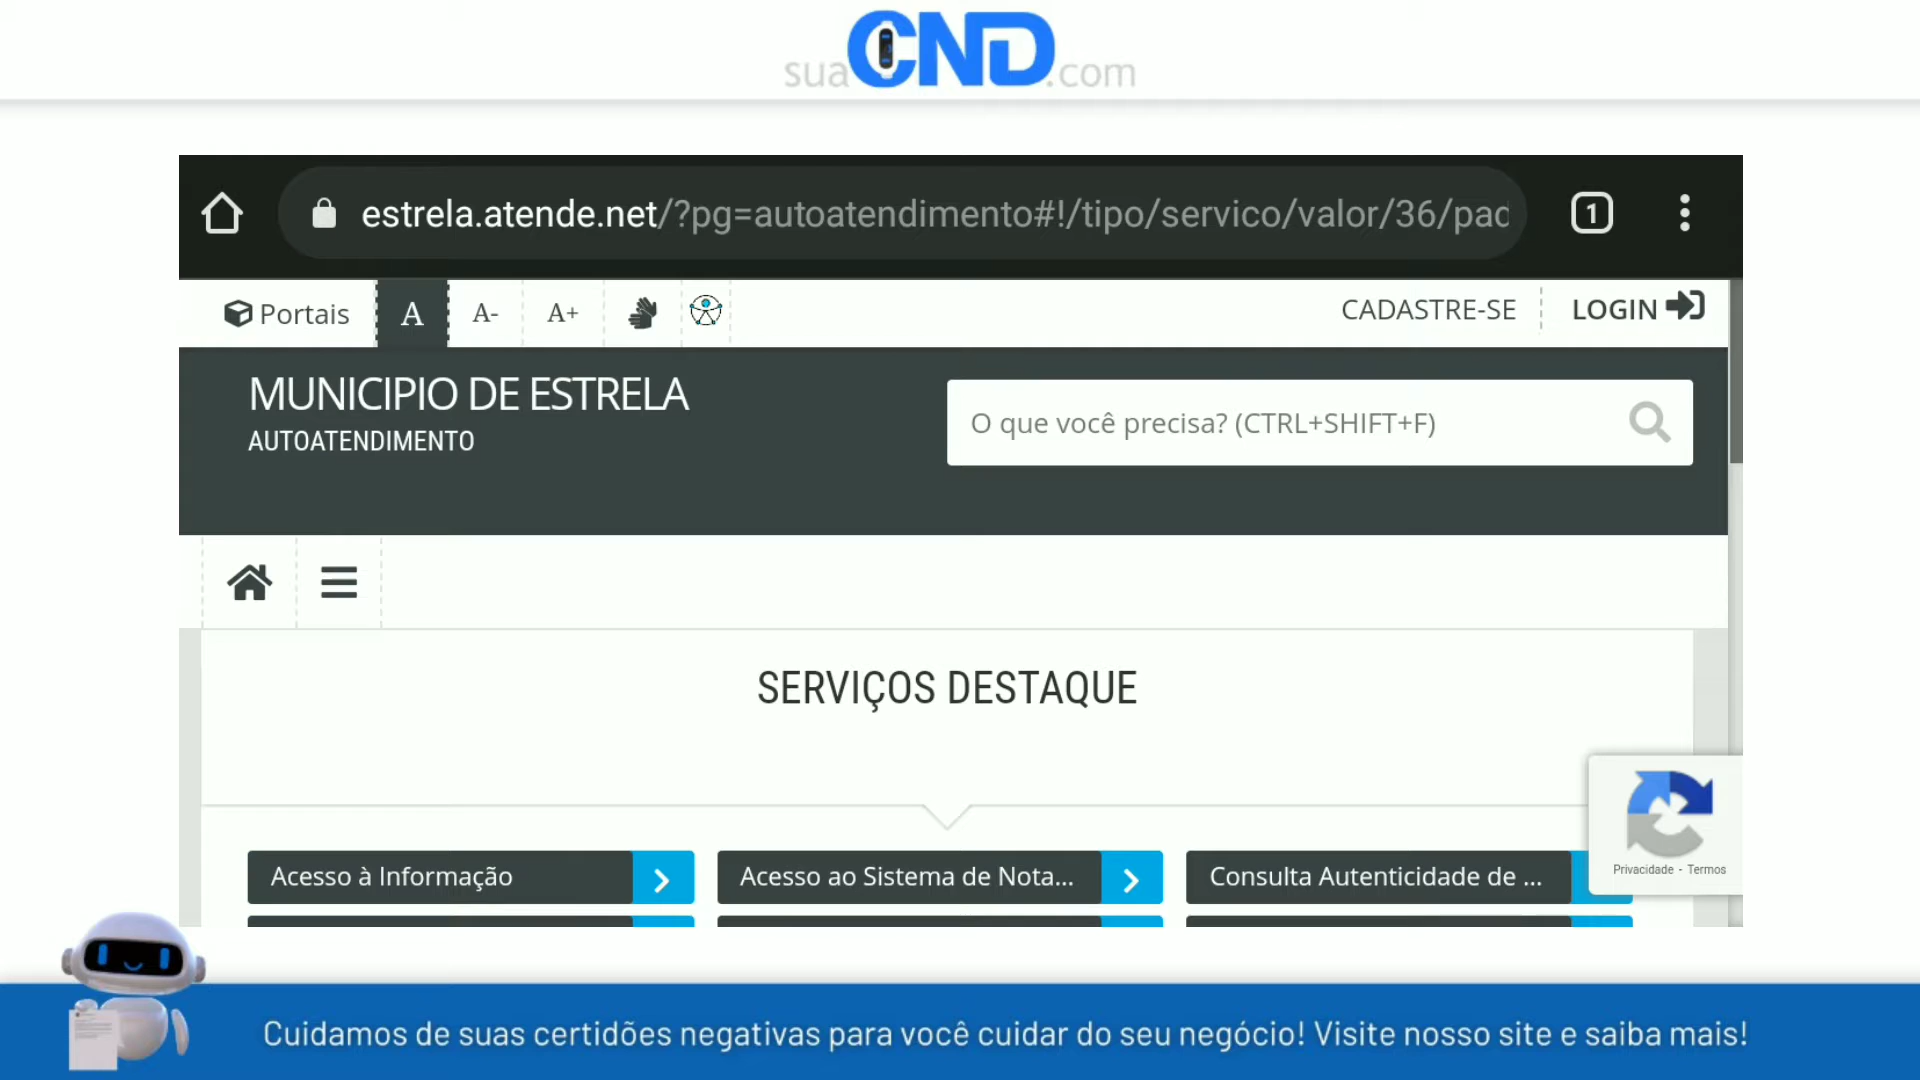 suaCND.com
estrela.atende.net/?pg=autoatendimento#!/tipo/servico/valor/36/pad
1
Portais
A
A-
A+
CADASTRE-SE
LOGIN
MUNICIPIO DE ESTRELA
AUTOATENDIMENTO
O que você precisa? (CTRL+SHIFT+F)
SERVIÇOS DESTAQUE
Acesso à Informação
Acesso ao Sistema de Nota...
Consulta Autenticidade de ...
Privacidade - Termos
Cuidamos de suas certidões negativas para você cuidar do seu negócio! Visite nosso site e saiba mais!